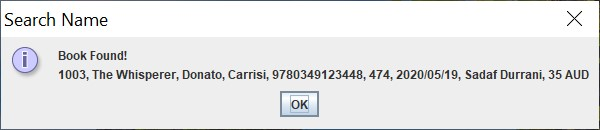 Search Name
Book Found!
1003, The Whisperer, Donato, Carrisi, 9780349123448, 474, 2020/05/19, Sadaf Durrani, 35 AUD
OK